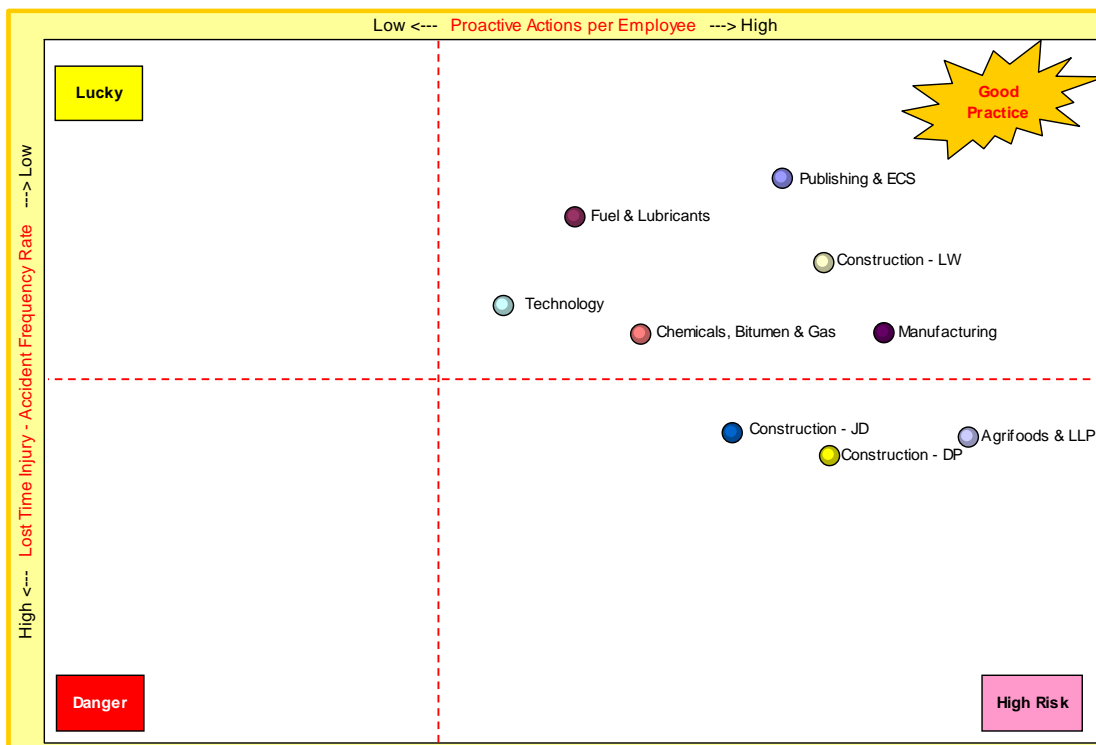 Low <--- Proactive Actions per Employee ---> High
High <--- Lost Time Injury - Accident Frequency Rate ---> Low
Lucky
Good
Practice
Publishing & ECS
Fuel & Lubricants
Construction - LW
Technology
Chemicals, Bitumen & Gas
Manufacturing
Construction - JD
Agrifoods & LLP
Construction - DP
Danger
High Risk